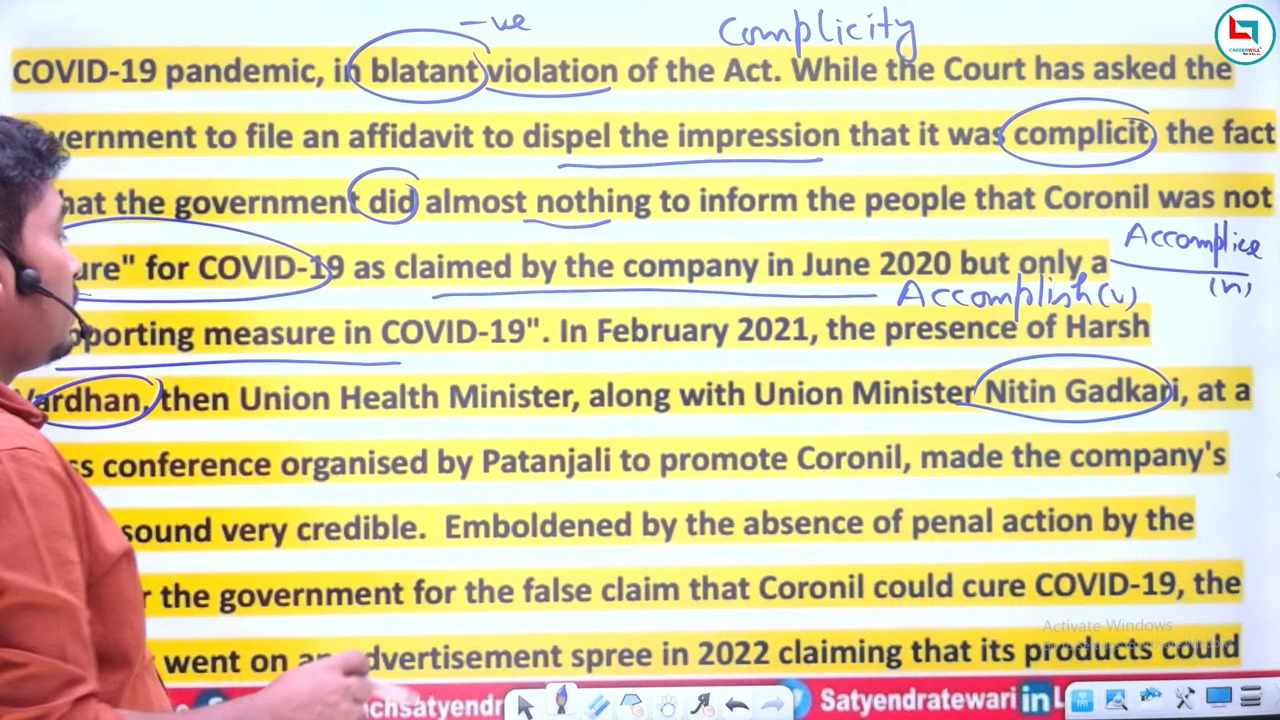 -ve
Complicity
CAREERWILL
COVID-19 pandemic, in blatant violation of the Act. While the Court has asked the
vernment to file an affidavit to dispel the impression that it was complicit, the fact
hat the government did almost nothing to inform the people that Coronil was not
ure" for COVID-19 as claimed by the company in June 2020 but only a
Accomplice
(n)
Accomplish(v)
pporting measure in COVID-19". In February 2021, the presence of Harsh
Vardhan, then Union Health Minister, along with Union Minister Nitin Gadkari, at a
ss conference organised by Patanjali to promote Coronil, made the company's
sound very credible. Emboldened by the absence of penal action by the
r the government for the false claim that Coronil could cure COVID-19, the
went on an advertisement spree in 2022 claiming that its products could
Activate Windows
chsatyendr
Satyendratewari in L